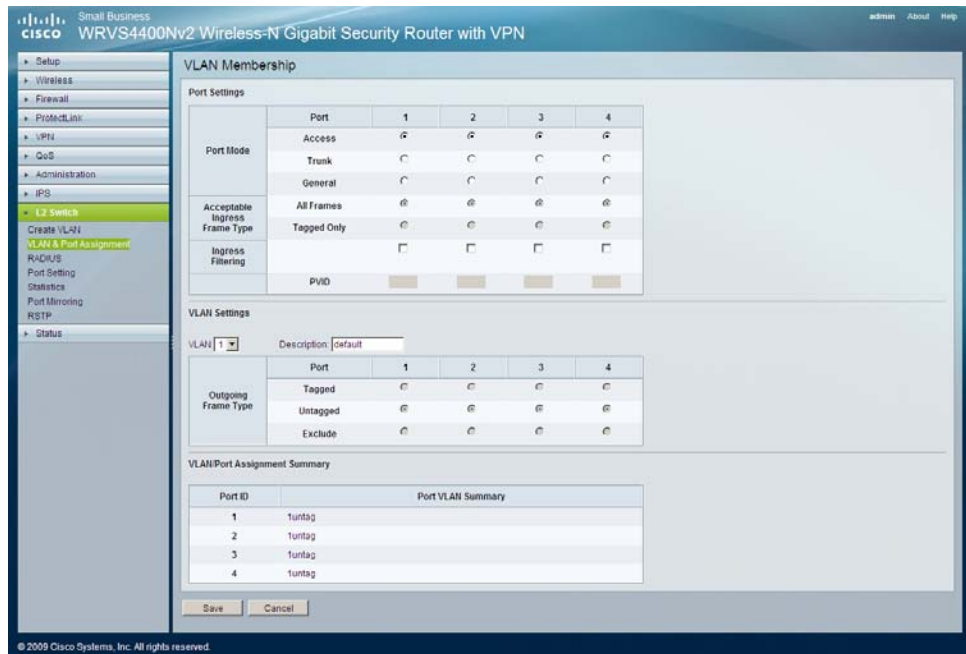 Small Business
CISCO WRVS4400Nv2 Wireless-N Gigabit Security Router with VPN
admin About Help
Setup
Wireless
Firewall
ProtectLink
VPN
QoS
Administration
IPS
L2 Switch
Create VLAN
VLAN & Port Assignment
RADIUS
Port Setting
Statistics
Port Mirroring
RSTP
Status
VLAN Membership
Port Settings
Port 1 2 3 4
Port Mode
Access
Trunk
General
Acceptable Ingress Frame Type
All Frames
Tagged Only
Ingress Filtering
PVID
VLAN Settings
VLAN 1 Description: default
Port 1 2 3 4
Outgoing Frame Type
Tagged
Untagged
Exclude
VLAN/Port Assignment Summary
Port ID Port VLAN Summary
1 1untag
2 1untag
3 1untag
4 1untag
Save Cancel
© 2009 Cisco Systems, Inc. All rights reserved.